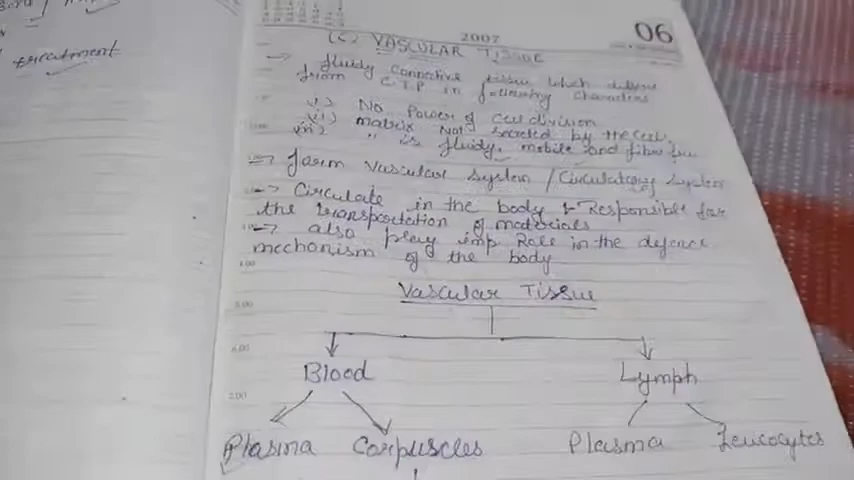 treatment
2007
06
(c) VASCULAR TISSUE
→ fluidy connective tissue which differs
from C.T.P in following characters
i) No Power of cell division
ii) matrix Not secreted by the cell.
iii) " is fluidy, mobile and fibre free
→ form vascular system / Circulatory system
→ Circulate in the body & Responsible for
the transportation of materials
→ also play imp Role in the defence
mechanism of the body
Vascular Tissue
Blood Lymph
Plasma Corpuscles Plasma Leucocytes